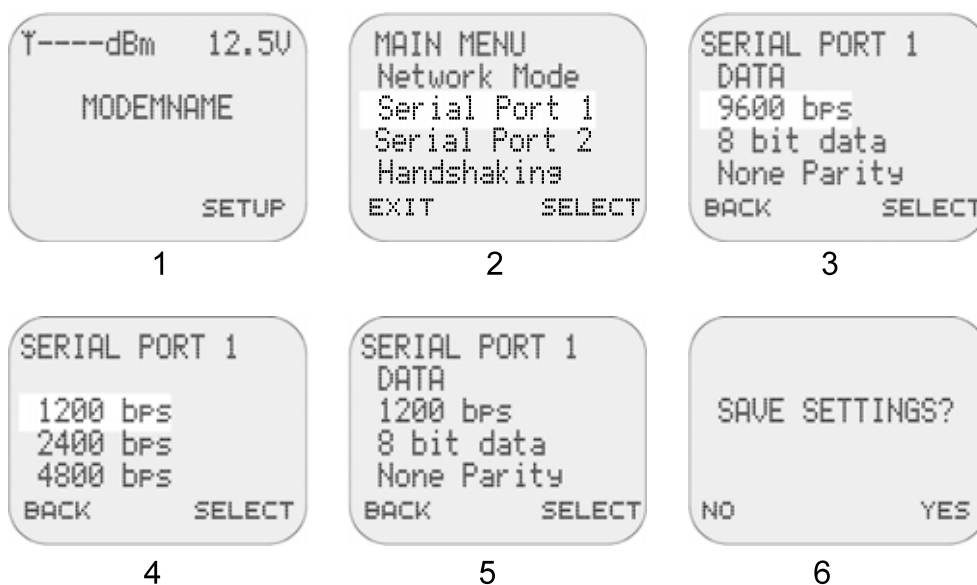 ----dBm 12.5V
MODEMNAME
SETUP
1
MAIN MENU
Network Mode
Serial Port 1
Serial Port 2
Handshaking
EXIT SELECT
2
SERIAL PORT 1
DATA
9600 bps
8 bit data
None Parity
BACK SELECT
3
SERIAL PORT 1
1200 bps
2400 bps
4800 bps
BACK SELECT
4
SERIAL PORT 1
DATA
1200 bps
8 bit data
None Parity
BACK SELECT
5
SAVE SETTINGS?
NO YES
6